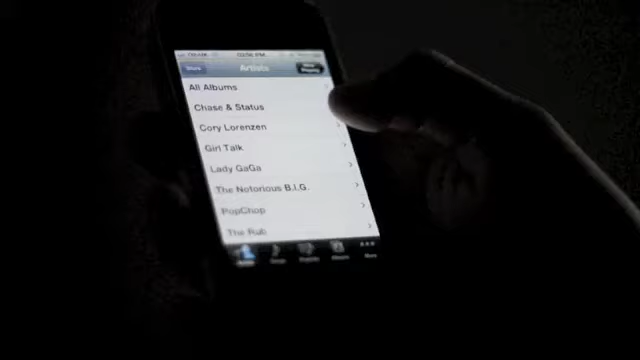 Artists
All Albums
Chase & Status
Cory Lorenzen
Girl Talk
Lady GaGa
The Notorious B.I.G.
PopChop
The Rub